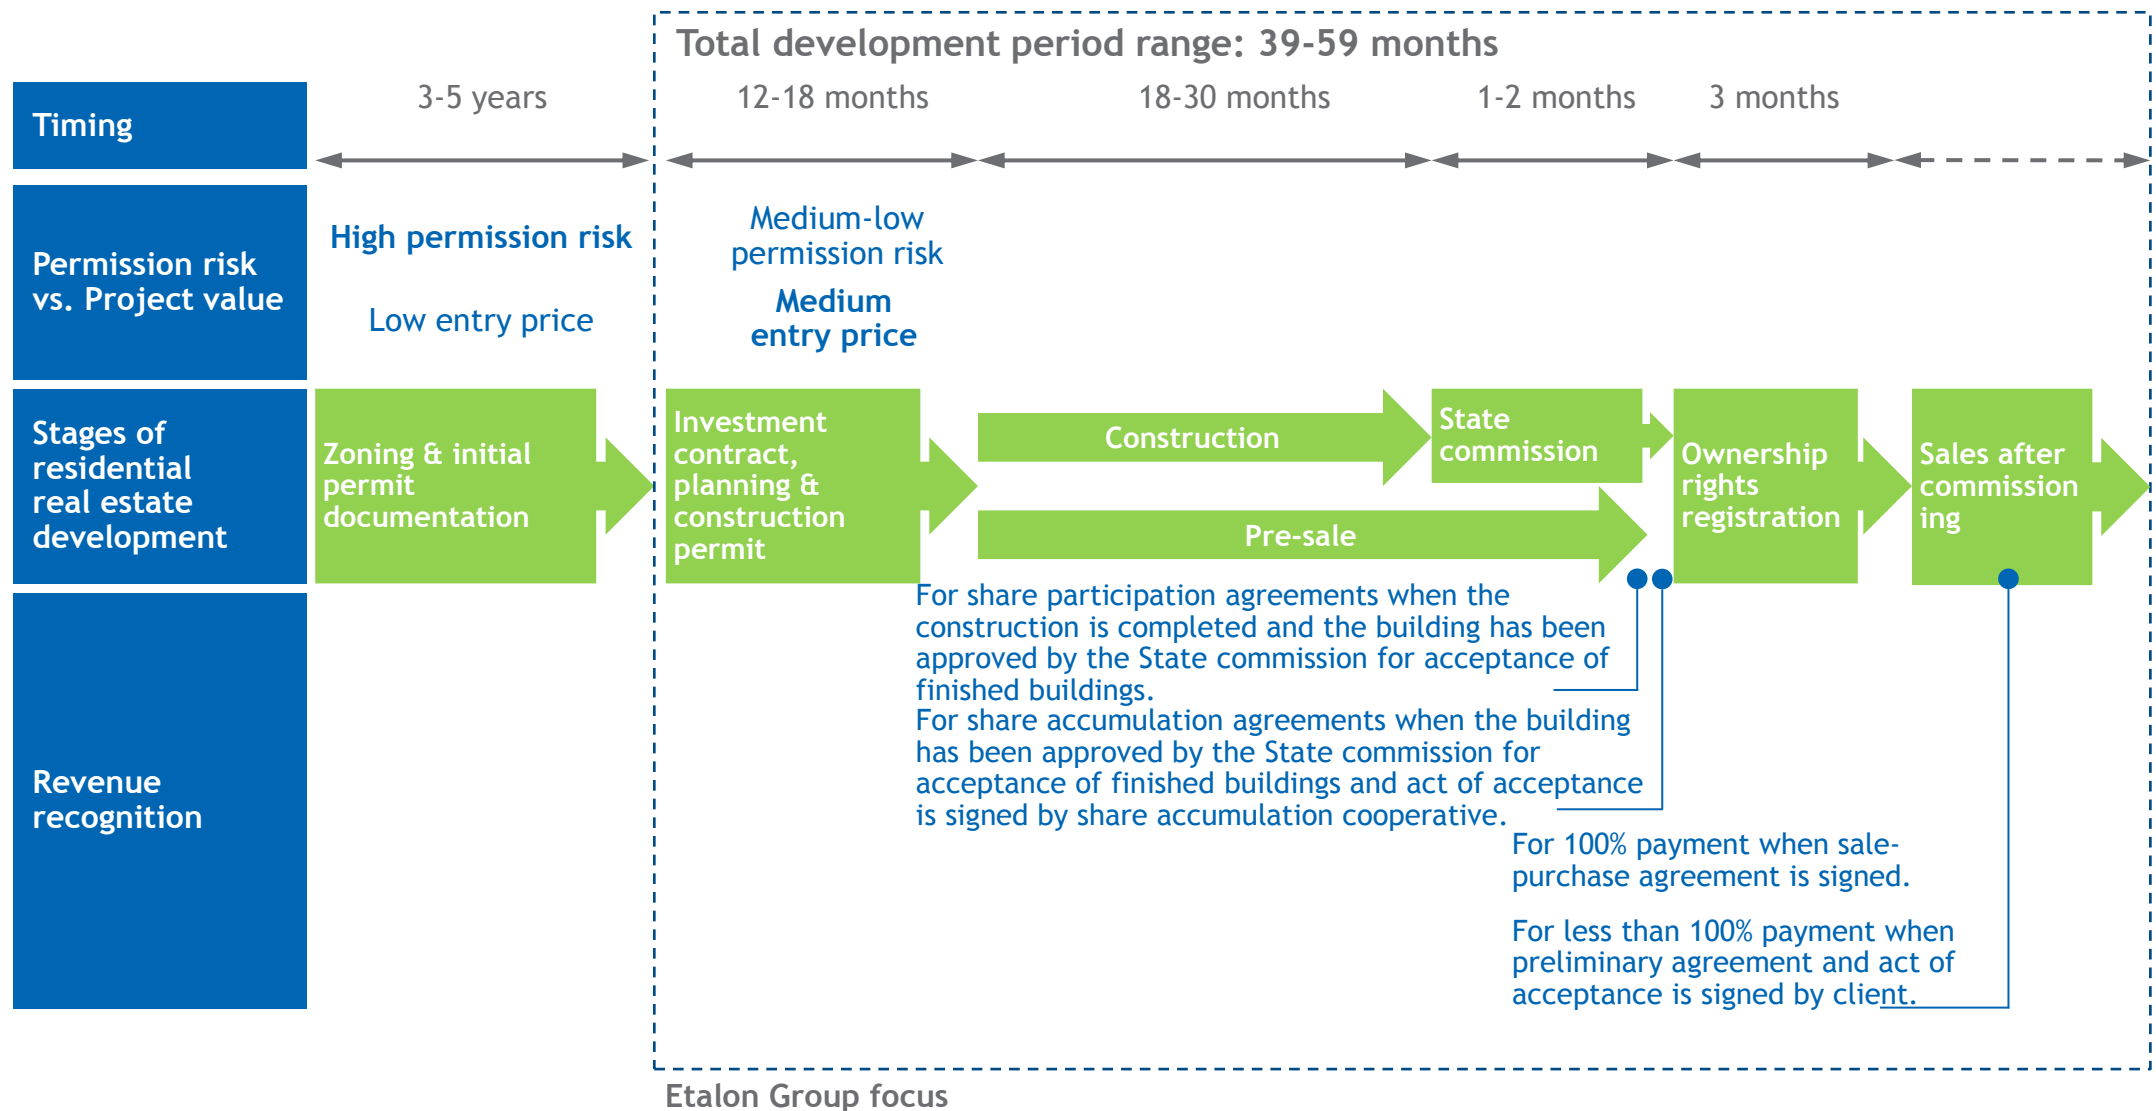 Total development period range: 39-59 months
Timing
3-5 years
12-18 months
18-30 months
1-2 months
3 months
Permission risk
vs. Project value
High permission risk
Low entry price
Medium-low
permission risk
Medium
entry price
Stages of
residential
real estate
development
Zoning & initial
permit
documentation
Investment
contract,
planning &
construction
permit
Construction
Pre-sale
State
commission
Ownership
rights
registration
Sales after
commission
ing
Revenue
recognition
For share participation agreements when the
construction is completed and the building has been
approved by the State commission for acceptance of
finished buildings.
For share accumulation agreements when the building
has been approved by the State commission for
acceptance of finished buildings and act of acceptance
is signed by share accumulation cooperative.
For 100% payment when sale-
purchase agreement is signed.
For less than 100% payment when
preliminary agreement and act of
acceptance is signed by client.
Etalon Group focus